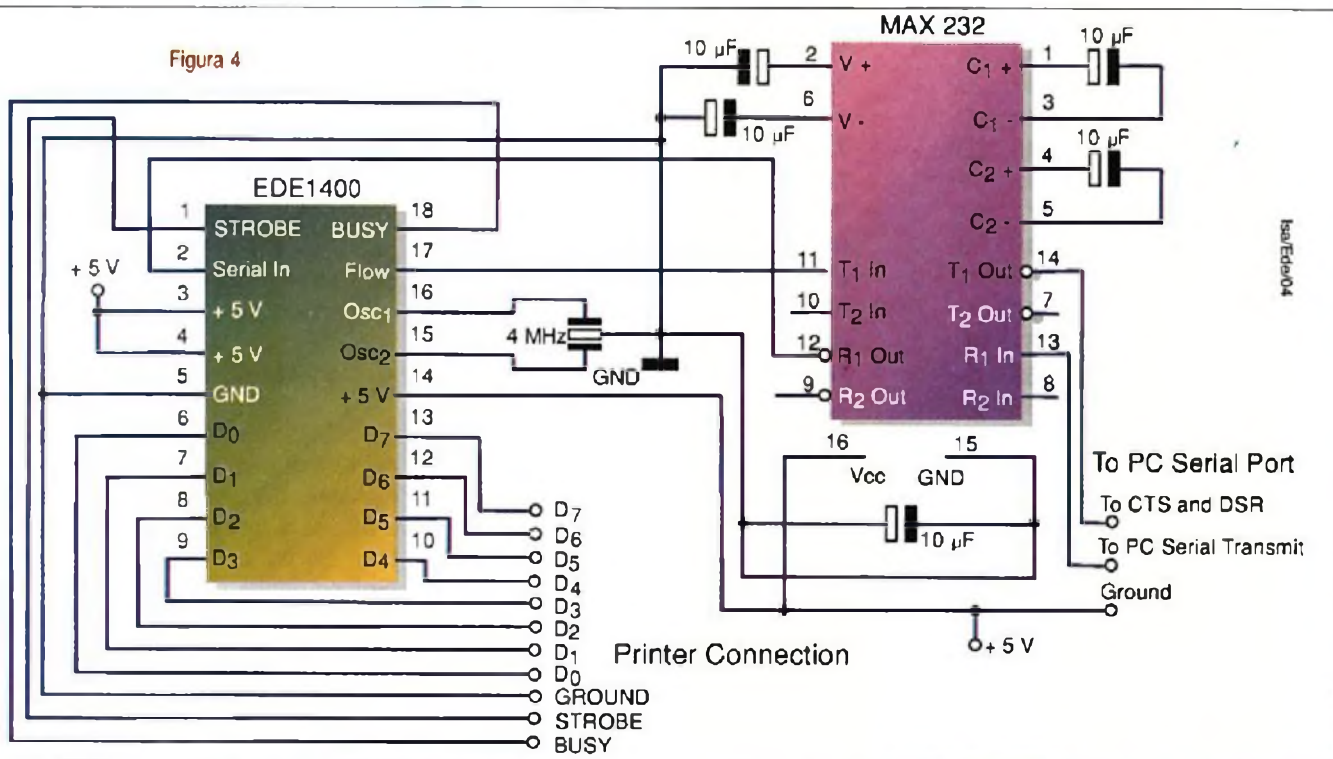 Figura 4
MAX 232
10 µF
2
V +
C1 +
1
10 µF
6
V -
10 µF
C1 -
3
10 µF
C2 +
4
C2 -
5
11
T1 In
T1 Out
14
10
T2 In
T2 Out
7
12
R1 Out
R1 In
13
9
R2 Out
R2 In
8
16
15
Vcc
GND
10 µF
EDE1400
1
STROBE
BUSY
18
2
Serial In
Flow
17
+ 5 V
3
+ 5 V
Osc1
16
4
+ 5 V
Osc2
15
4 MHz
GND
5
GND
+ 5 V
14
6
D0
D7
13
7
D1
D6
12
8
D2
D5
11
9
D3
D4
10
D7
D6
D5
D4
D3
D2
D1
D0
GROUND
STROBE
BUSY
Printer Connection
To PC Serial Port
To CTS and DSR
To PC Serial Transmit
Ground
+ 5 V
Isa/Ede/04